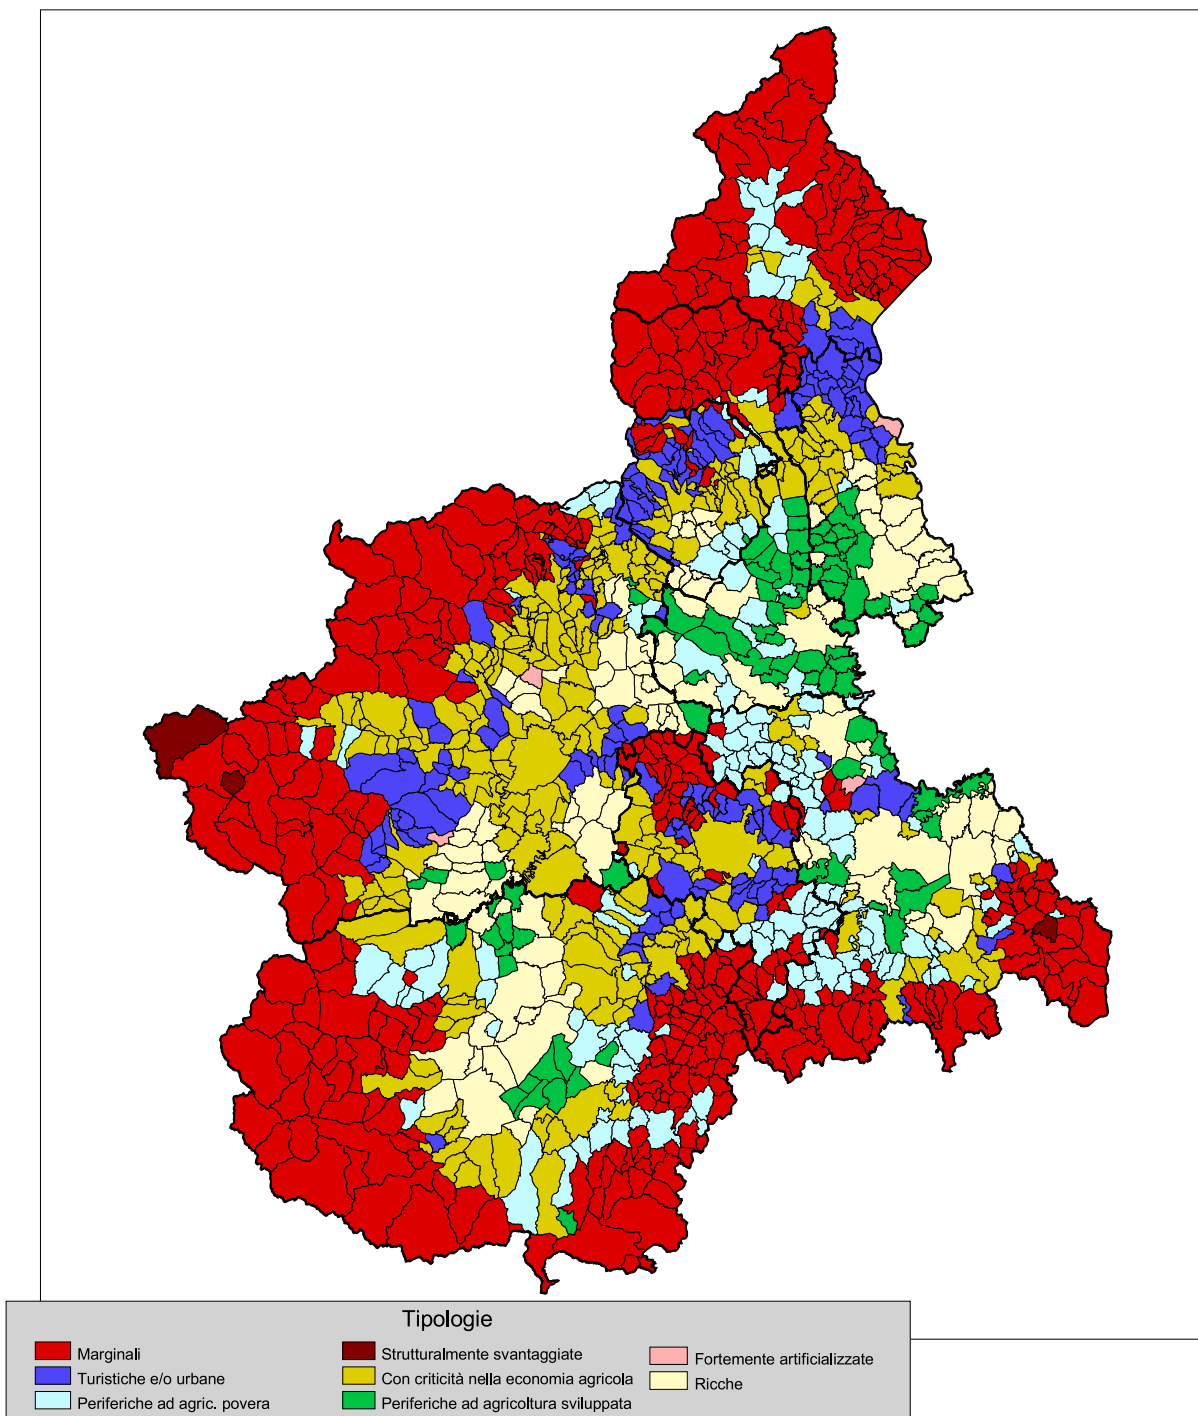 Tipologie
Marginali
Turistiche e/o urbane
Periferiche ad agric. povera
Strutturalmente svantaggiate
Con criticità nella economia agricola
Periferiche ad agricoltura sviluppata
Fortemente artificializzate
Ricche